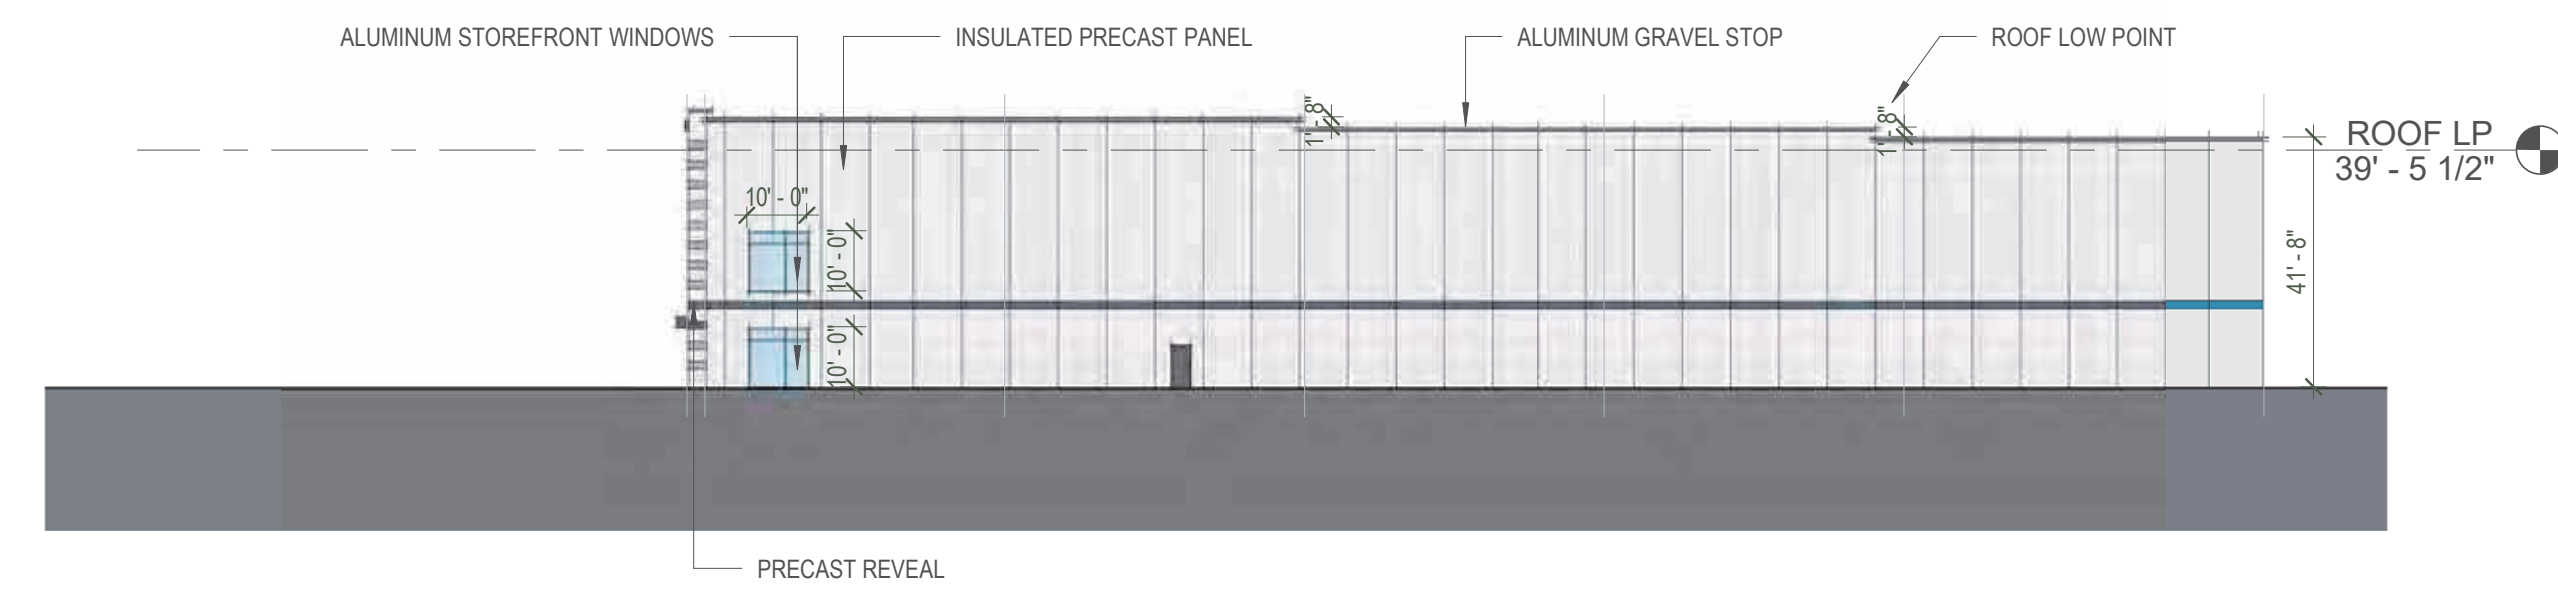 ALUMINUM STOREFRONT WINDOWS
INSULATED PRECAST PANEL
ALUMINUM GRAVEL STOP
ROOF LOW POINT
1' - 8"
1' - 8"
ROOF LP
39' - 5 1/2"
10' - 0"
10' - 0"
41' - 8"
10' - 0"
PRECAST REVEAL